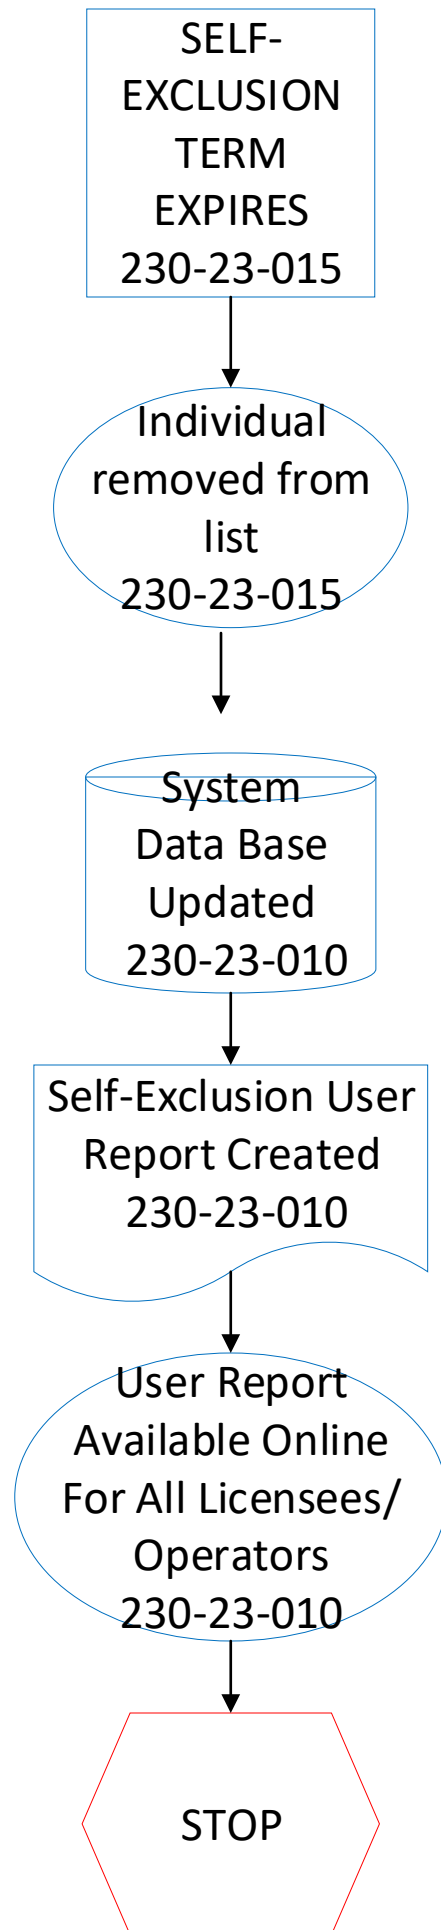 SELF-
EXCLUSION
TERM
EXPIRES
230-23-015
Individual
removed from
list
230-23-015
System
Data Base
Updated
230-23-010
Self-Exclusion User
Report Created
230-23-010
User Report
Available Online
For All Licensees/
Operators
230-23-010
STOP